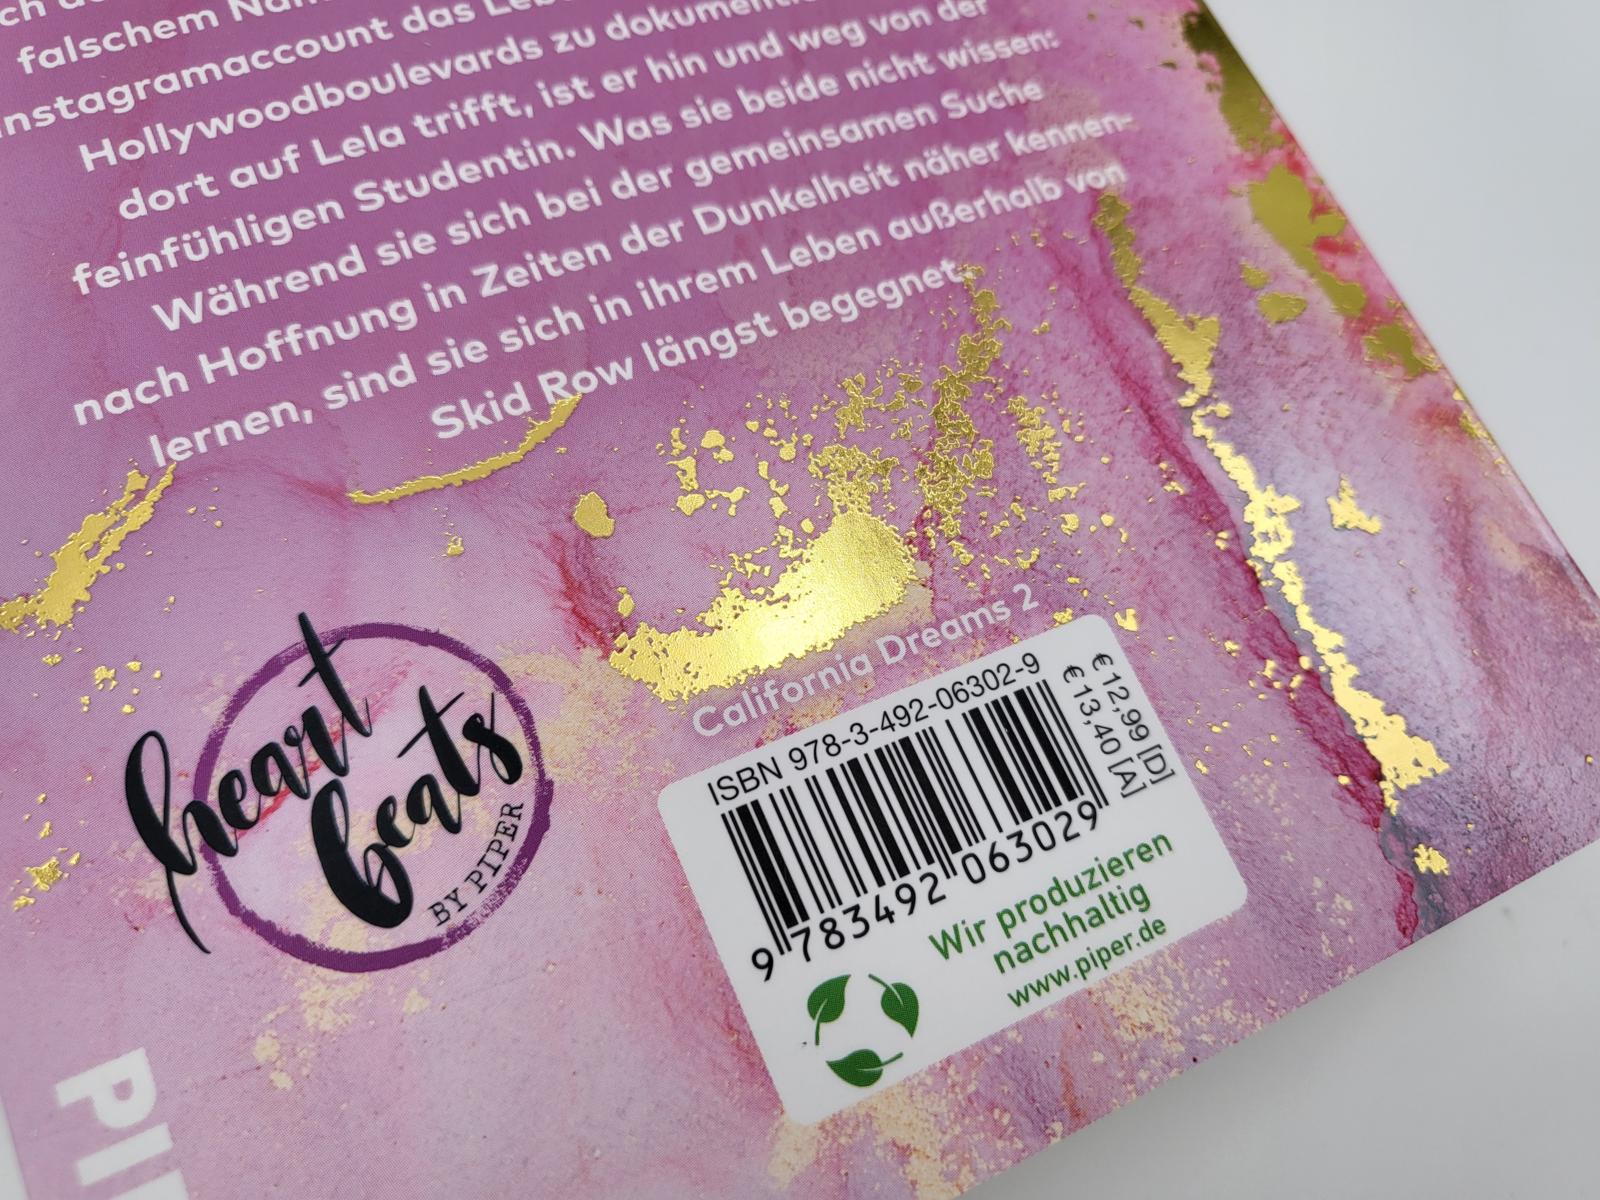 falschem
Instagramaccount das
Hollywoodboulevards zu
dort auf Lela trifft, ist er hin und weg von der
feinfühligen Studentin. Was sie beide nicht wissen:
Während sie sich bei der gemeinsamen Suche
nach Hoffnung in Zeiten der Dunkelheit näher kennen-
lernen, sind sie sich in ihrem Leben außerhalb von
Skid Row längst begegnet.
heart
beats
BY PIPER
California Dreams 2
ISBN 978-3-492-06302-9
€ 12,99 [D]
€ 13,40 [A]
9 783492 063029
Wir produzieren
nachhaltig
www.piper.de